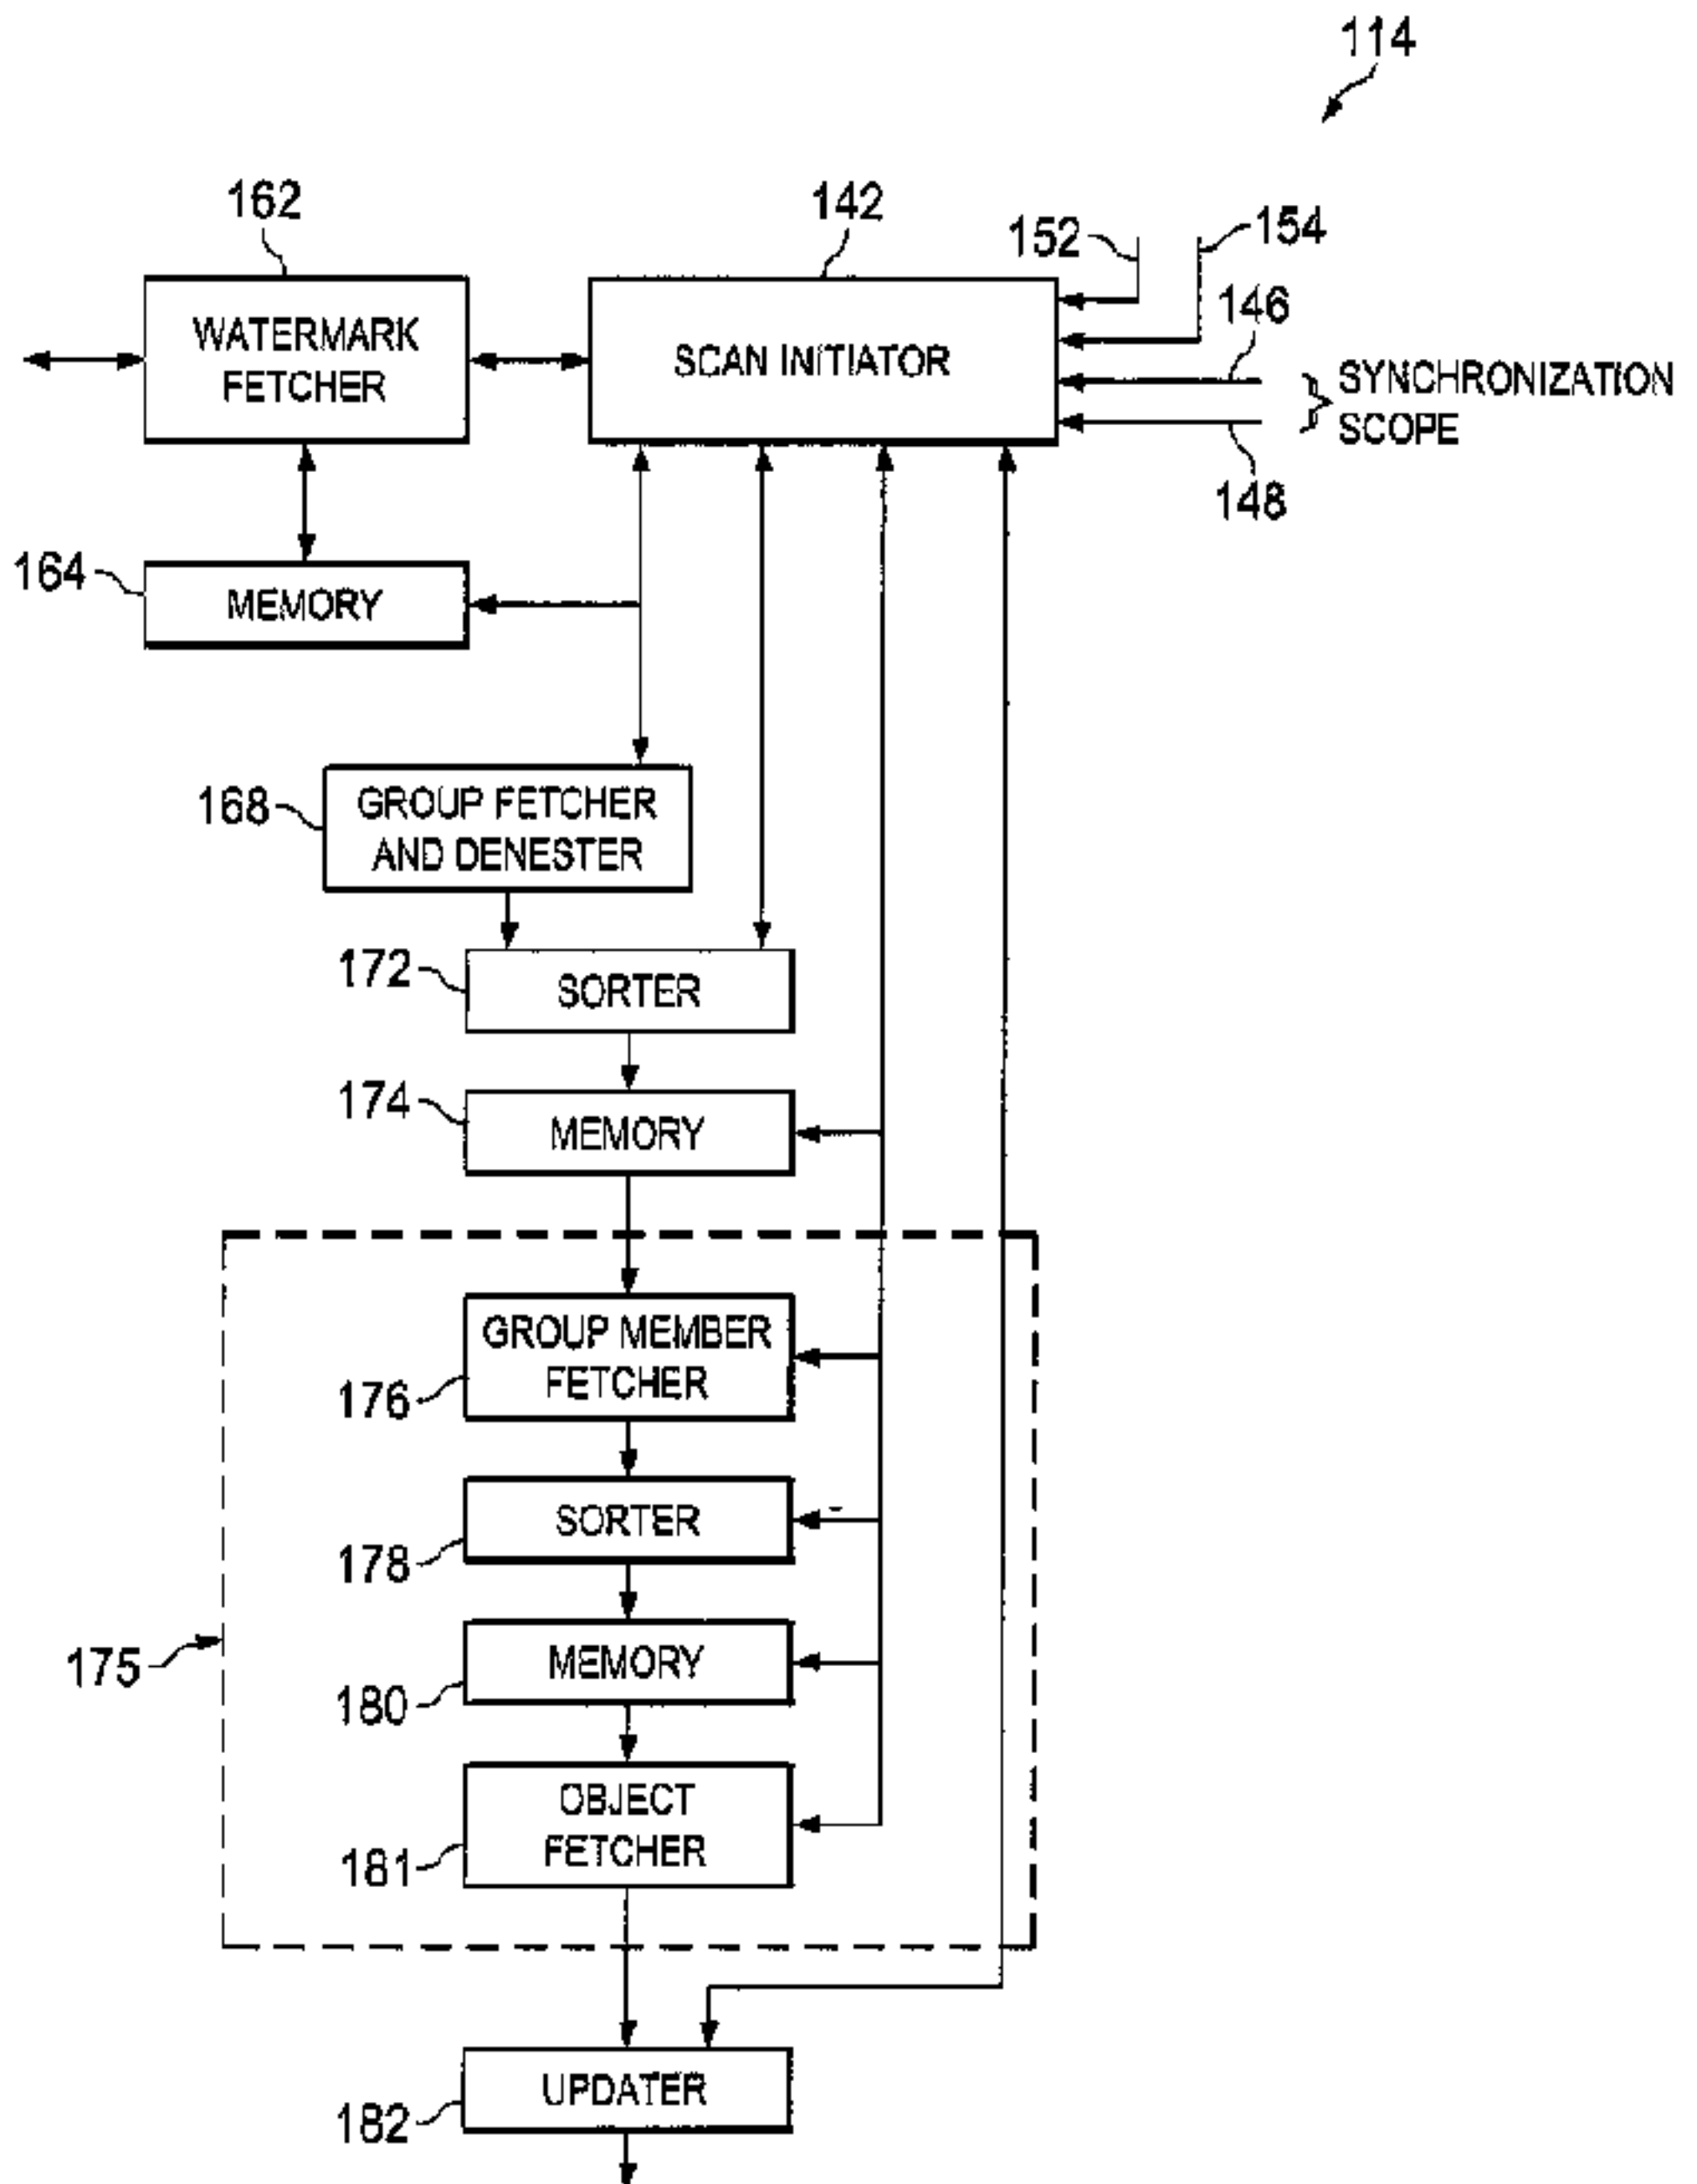 114
162
142
152
154
146
WATERMARK
FETCHER
SCAN INITIATOR
SYNCHRONIZATION
SCOPE
148
164
MEMORY
168
GROUP FETCHER
AND DENESTER
172
SORTER
174
MEMORY
GROUP MEMBER
FETCHER
176
SORTER
178
175
MEMORY
180
OBJECT
FETCHER
181
UPDATER
182